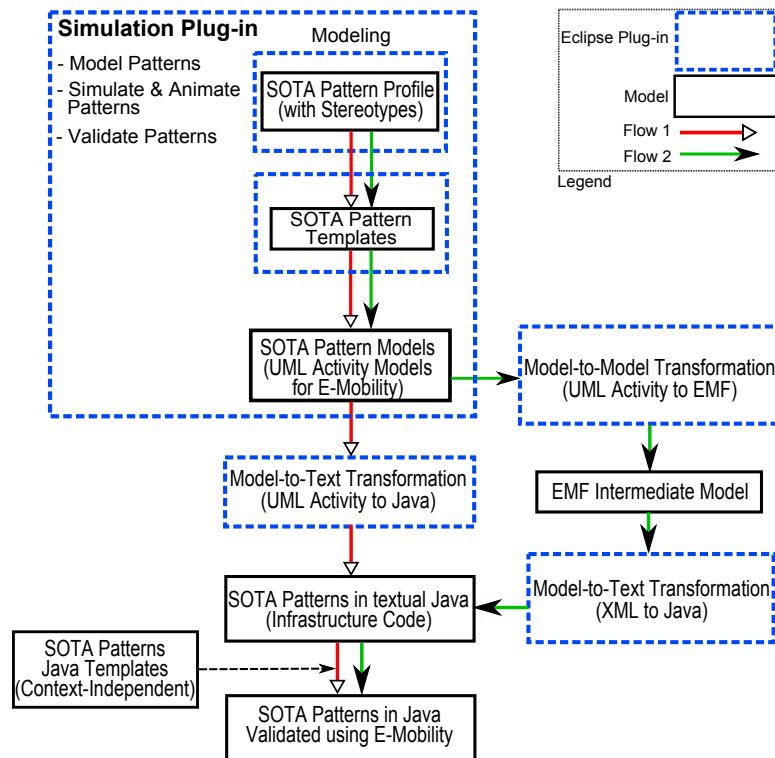 Simulation Plug-in
- Model Patterns
- Simulate & Animate
Patterns
- Validate Patterns
Modeling
SOTA Pattern Profile
(with Stereotypes)
SOTA Pattern
Templates
SOTA Pattern Models
(UML Activity Models
for E-Mobility)
Eclipse Plug-in
Model
Flow 1
Flow 2
Legend
Model-to-Model Transformation
(UML Activity to EMF)
Model-to-Text Transformation
(UML Activity to Java)
EMF Intermediate Model
Model-to-Text Transformation
(XML to Java)
SOTA Patterns in textual Java
(Infrastructure Code)
SOTA Patterns
Java Templates
(Context-Independent)
SOTA Patterns in Java
Validated using E-Mobility